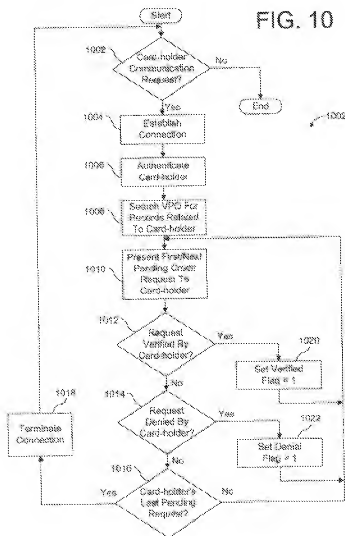 Start
FIG. 10
1002
Card-holder
Communication
Request?
No
End
Yes
1004
Establish
Connection
1002
1006
Authenticate
Card-holder
1008
Search VPO For
Records Related
To Card-holder
1010
Present First/Next
Pending Credit
Request To
Card-holder
1012
Request
Verified By
Card-holder?
Yes
1020
Set Verified
Flag = 1
No
1014
Request
Denied By
Card-holder?
Yes
1022
Set Denial
Flag = 1
1018
Terminate
Connection
No
1016
Yes
Card-holder's
Last Pending
Request?
No